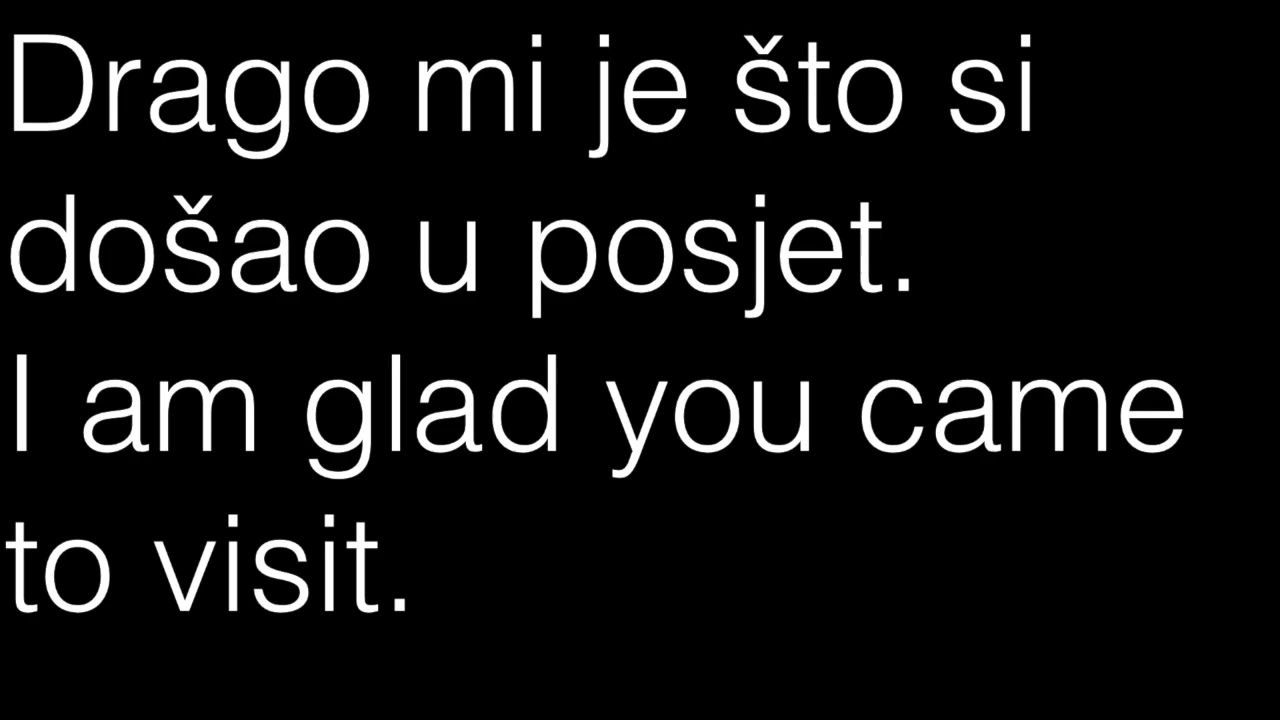 Drago mi je što si
došao u posjet.
I am glad you came
to visit.